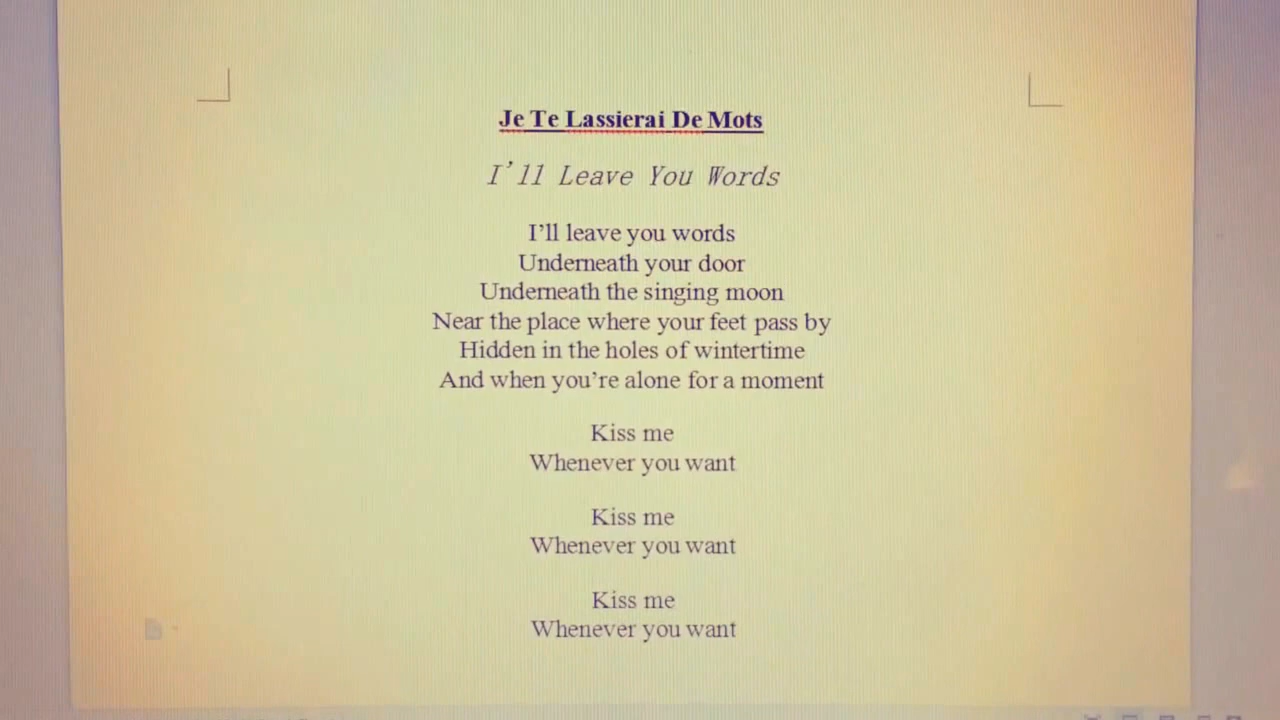 Je Te Lassierai De Mots
I'll Leave You Words
I'll leave you words
Underneath your door
Underneath the singing moon
Near the place where your feet pass by
Hidden in the holes of wintertime
And when you're alone for a moment
Kiss me
Whenever you want
Kiss me
Whenever you want
Kiss me
Whenever you want